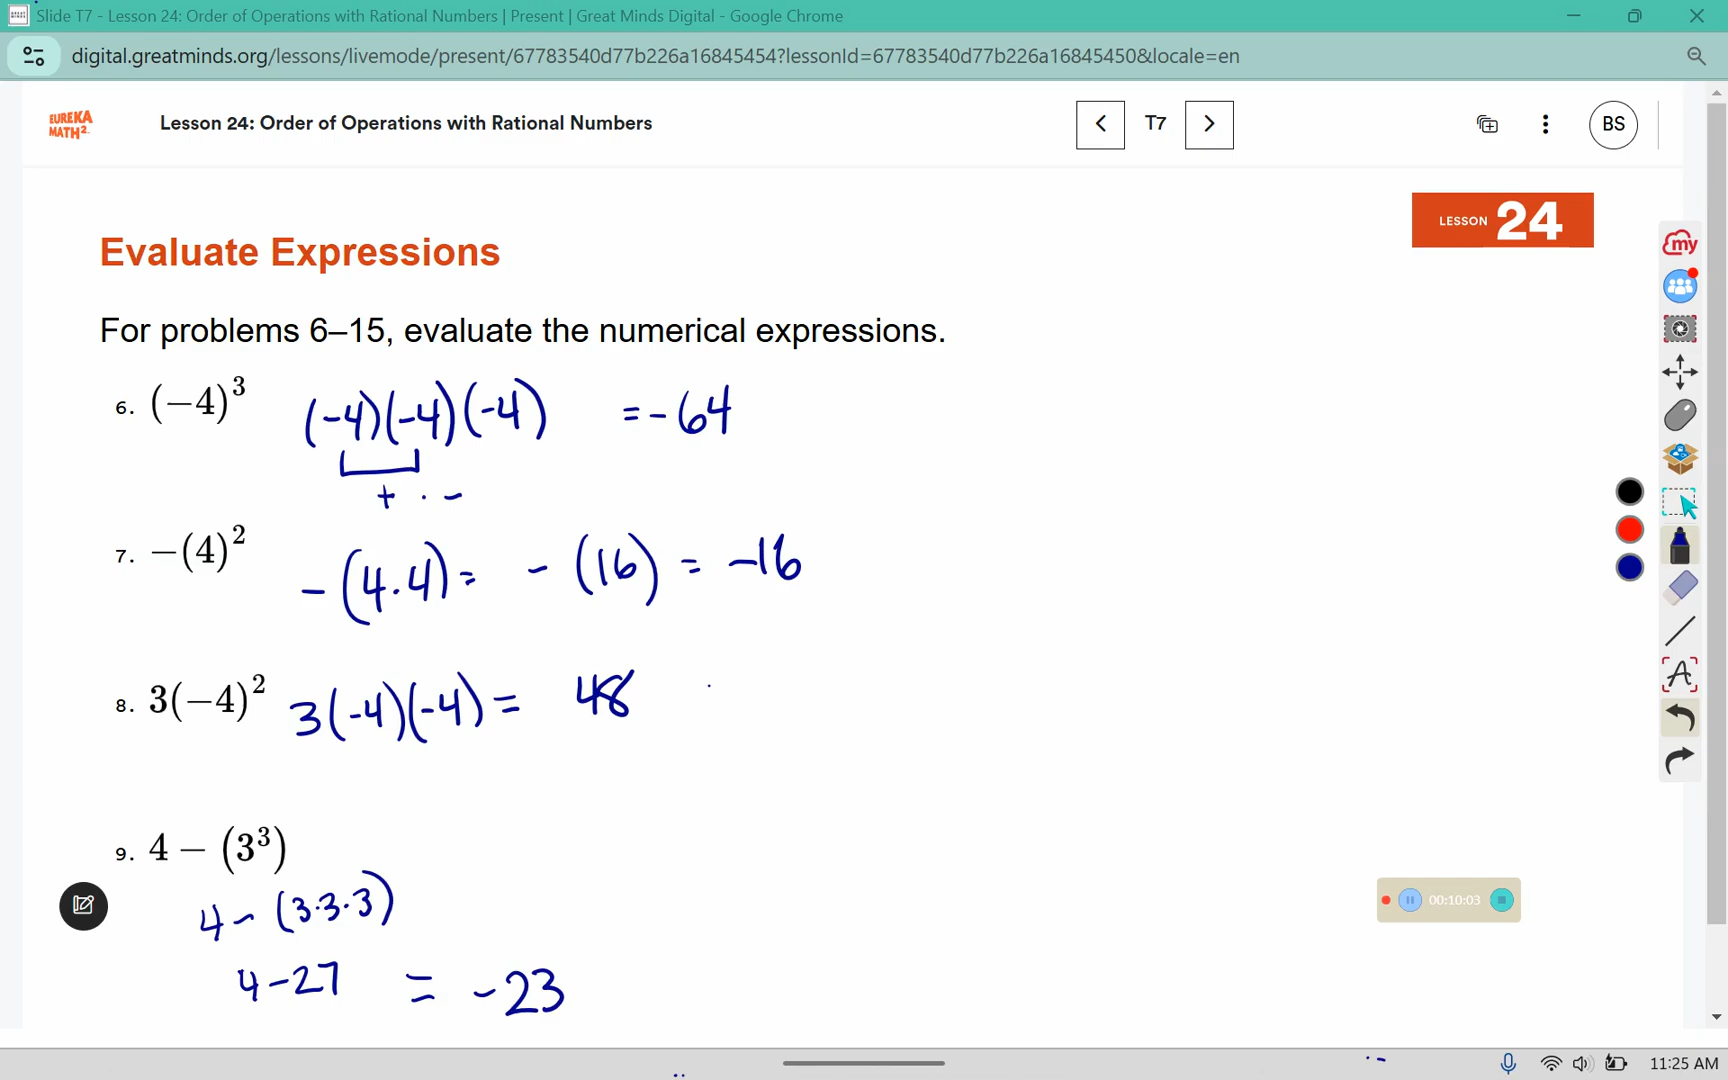 Slide T7 - Lesson 24: Order of Operations with Rational Numbers | Present | Great Minds Digital - Google Chrome
digital.greatminds.org/lessons/livemode/present/67783540d77b226a16845454?lessonId=67783540d77b226a16845450&locale=en
EUREKA MATH². Lesson 24: Order of Operations with Rational Numbers < T7 > BS
LESSON 24
my
Evaluate Expressions
For problems 6–15, evaluate the numerical expressions.
6. (−4)³ (-4)(-4)(-4) = -64
+ · -
7. −(4)² -(4·4) = -(16) = -16
8. 3(−4)² 3(-4)(-4) = 48
9. 4 − (3³)
4 - (3·3·3)
00:10:03
4-27 = -23
11:25 AM